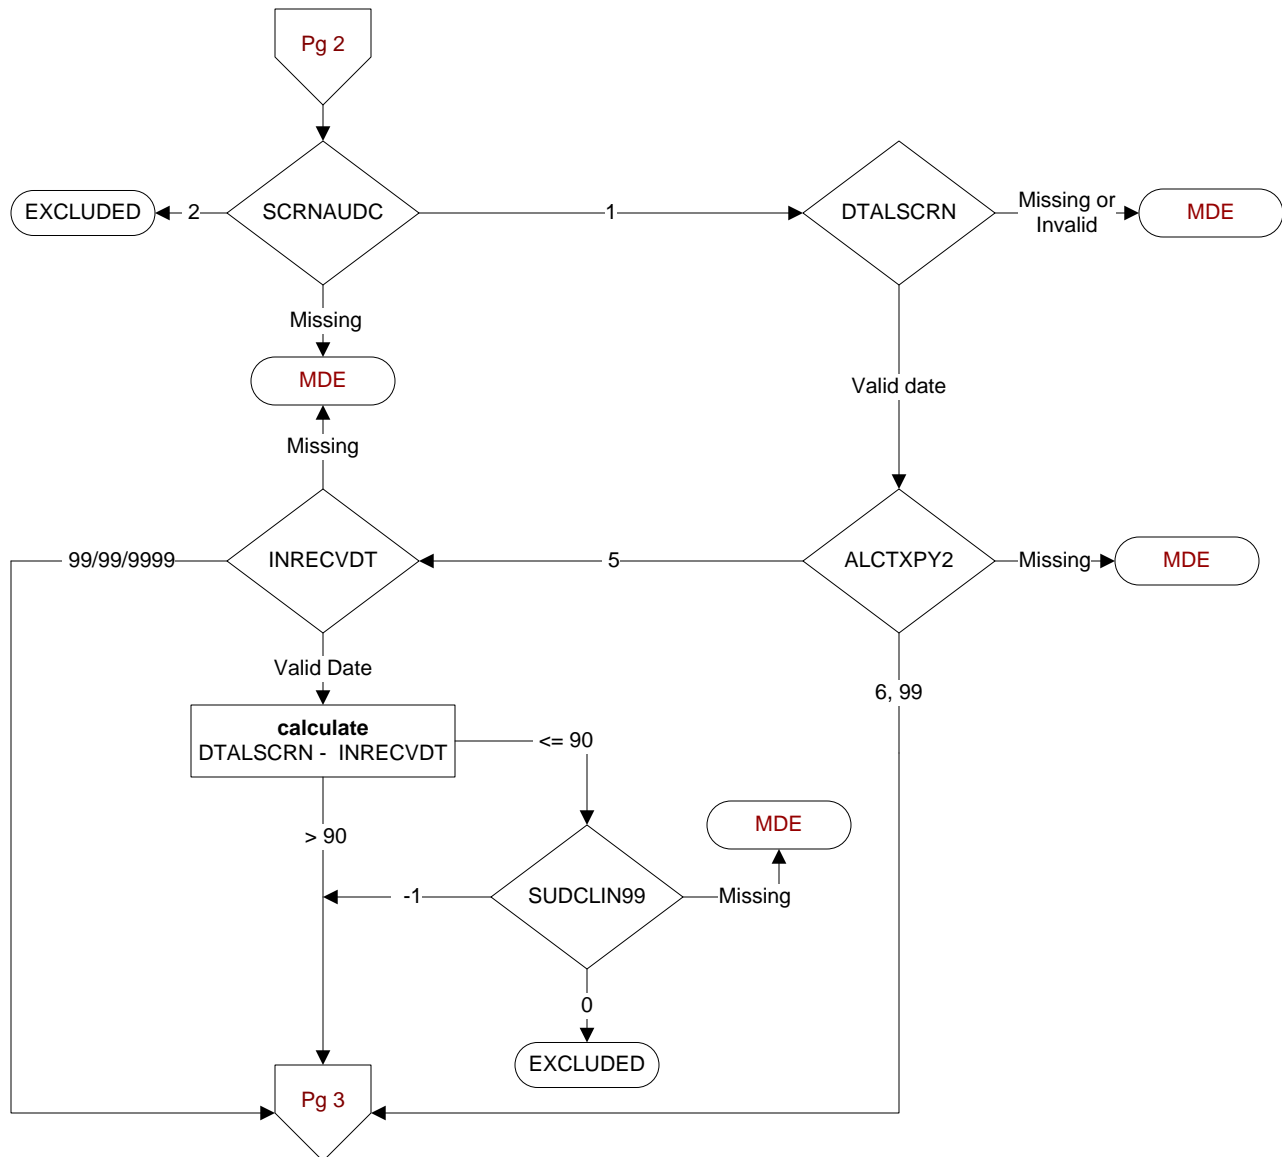 Pg 2
EXCLUDED
2
SCRNAUDC
1
DTALSCRN
Missing or
Invalid
MDE
Missing
MDE
Valid date
Missing
99/99/9999
INRECVDT
5
ALCTXPY2
Missing
MDE
Valid Date
6, 99
calculate
DTALSCRN - INRECVDT
<= 90
> 90
MDE
-1
SUDCLIN99
Missing
0
EXCLUDED
Pg 3